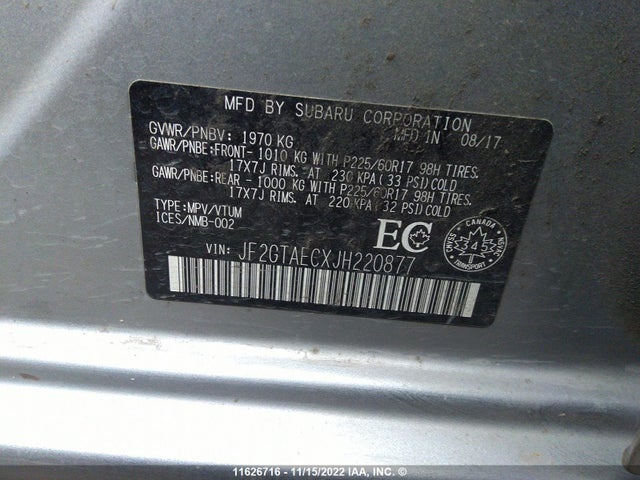 MFD BY SUBARU CORPORATION
MFD IN 08/17
GVWR/PNBV: 1970 KG
GAWR/PNBE:FRONT- 1010 KG WITH P225/60R17 98H TIRES.
17X7J RIMS. AT 230 KPA(33 PSI)COLD
GAWR/PNBE:REAR - 1000 KG WITH P225/60R17 98H TIRES.
17X7J RIMS. AT 220 KPA(32 PSI)COLD
TYPE:MPV/VTUM
ICES/NMB-002
EC
CANADA
TRANSPORT
VIN: JF2GTAECXJH220877
11626716 - 11/15/2022 IAA, INC. ©